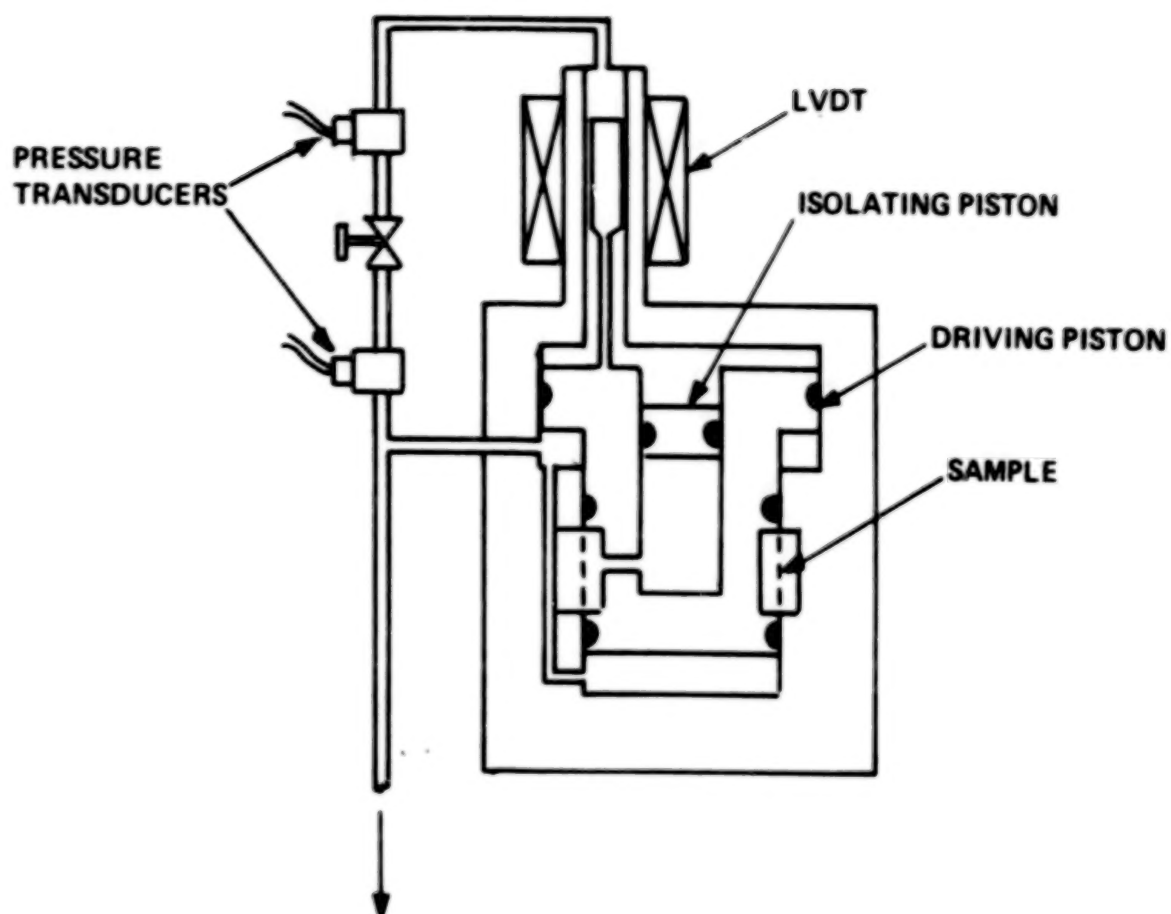 LVDT
PRESSURE
TRANSDUCERS
ISOLATING PISTON
DRIVING PISTON
SAMPLE